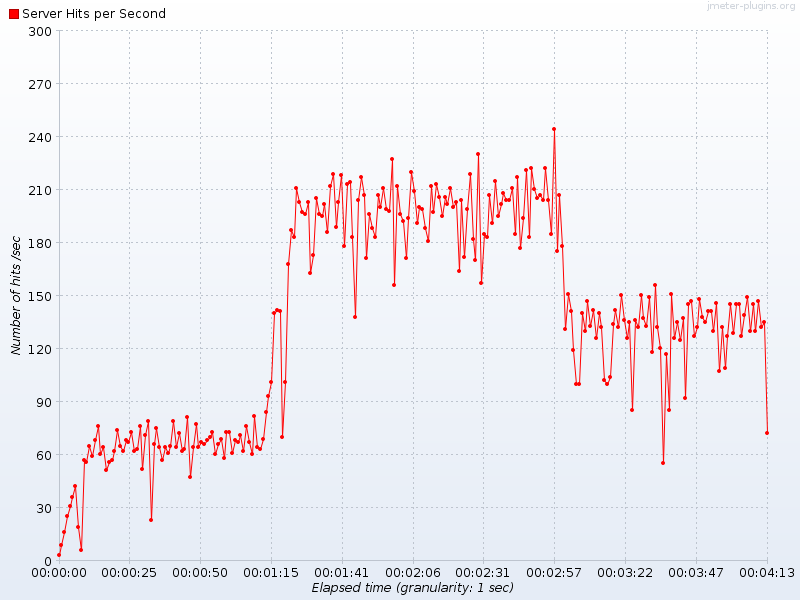 jmeter-plugins.org
Server Hits per Second
300
270
240
210
180
150
120
90
60
30
0
Number of hits /sec
00:00:00 00:00:25 00:00:50 00:01:15 00:01:41 00:02:06 00:02:31 00:02:57 00:03:22 00:03:47 00:04:13
Elapsed time (granularity: 1 sec)